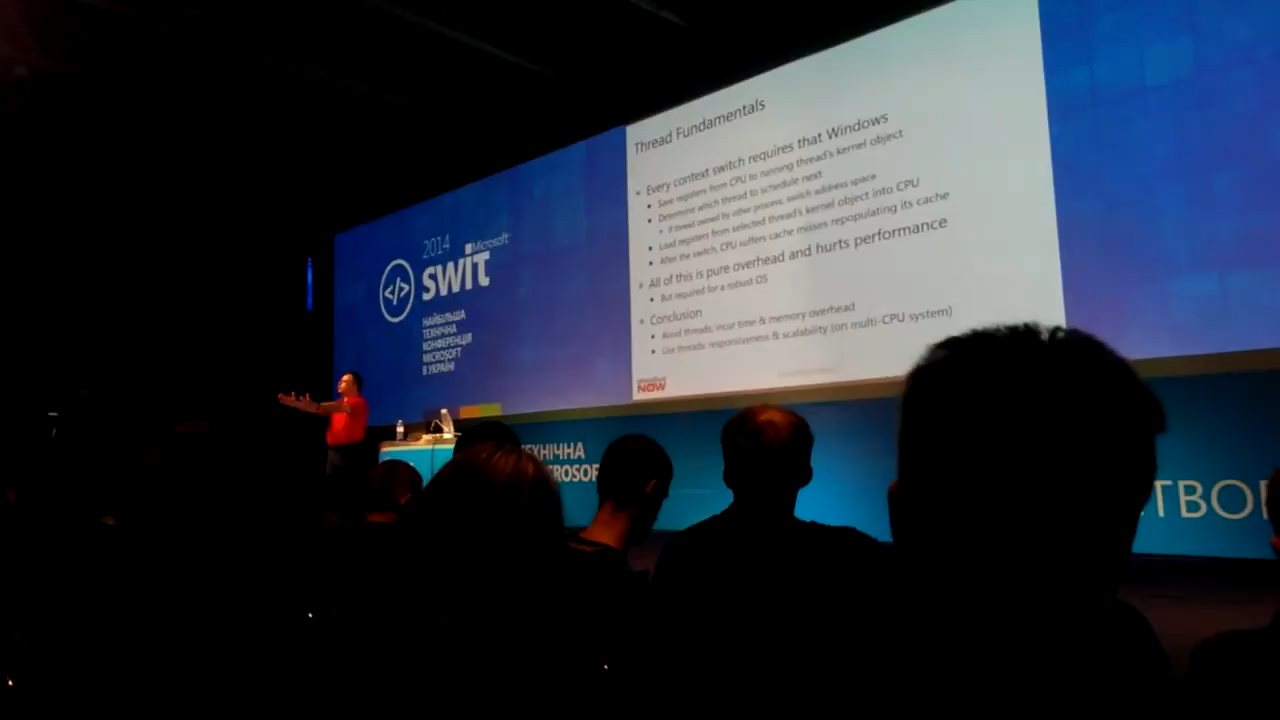 2014
Microsoft
SWIT
</>
НАЙБІЛЬША
ТЕХНІЧНА
КОНФЕРЕНЦІЯ
MICROSOFT
В УКРАЇНІ
Thread Fundamentals
Every context switch requires that Windows
Save registers from CPU to running thread's kernel object
Determine which thread to schedule next
If thread owned by other process, switch address space
Load registers from selected thread's kernel object into CPU
After the switch, CPU suffers cache misses repopulating its cache
All of this is pure overhead and hurts performance
But required for a robust OS
Conclusion
Avoid threads: incur time & memory overhead
Use threads: responsiveness & scalability (on multi-CPU system)
NOW
ТЕХНІЧНА
ROSOF
ТВОР